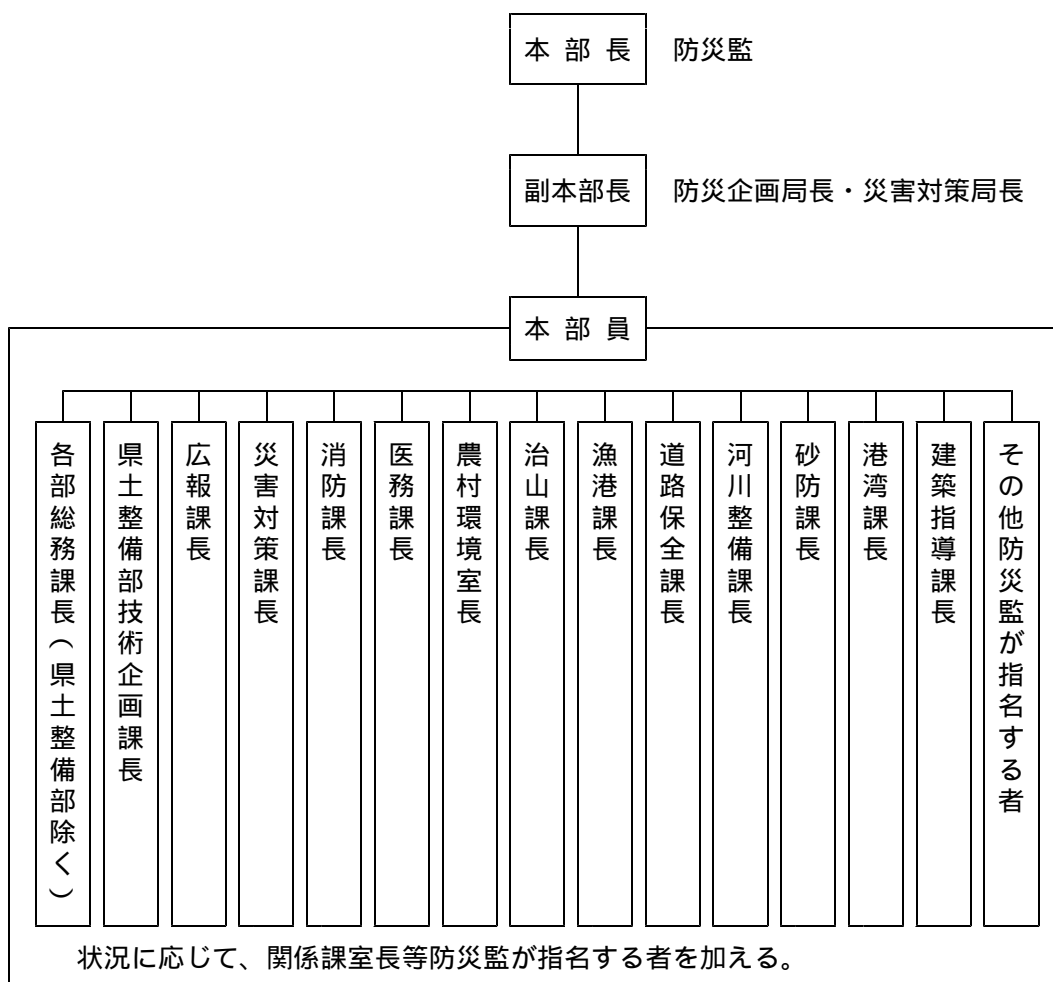 本部長 防災監
副本部長 防災企画局長・災害対策局長
本部員
各部総務課長(県土整備部除く)
県土整備部技術企画課長
広報課長
災害対策課長
消防課長
医務課長
農村環境室長
治山課長
漁港課長
道路保全課長
河川整備課長
砂防課長
港湾課長
建築指導課長
その他防災監が指名する者
状況に応じて、関係課室長等防災監が指名する者を加える。